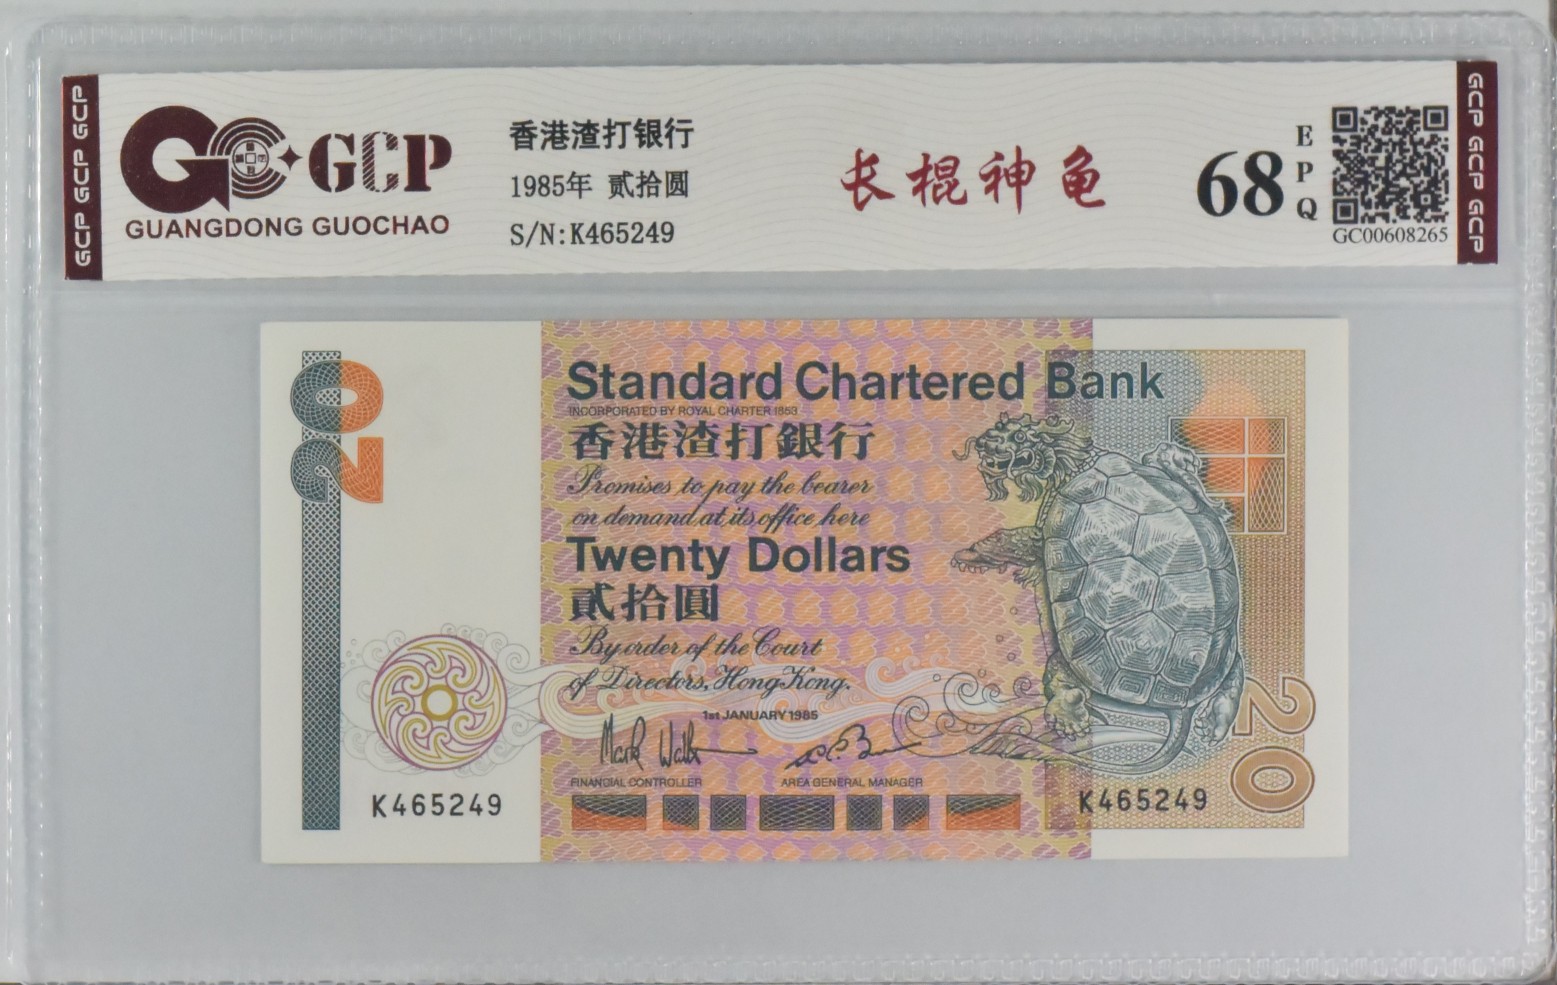 GCP GCP GCP
GCP
GUANGDONG GUOCHAO
香港渣打银行
1985年 贰拾圆
S/N:K465249
长棍神龟
68
EPQ
GC00608265
GCP GCP GCP
20
Standard Chartered Bank
INCORPORATED BY ROYAL CHARTER 1853
香港渣打銀行
Promises to pay the bearer
on demand at its office here
Twenty Dollars
貳拾圓
By order of the Court
of Directors, Hong Kong.
1st JANUARY 1985
FINANCIAL CONTROLLER
AREA GENERAL MANAGER
K465249
K465249
20